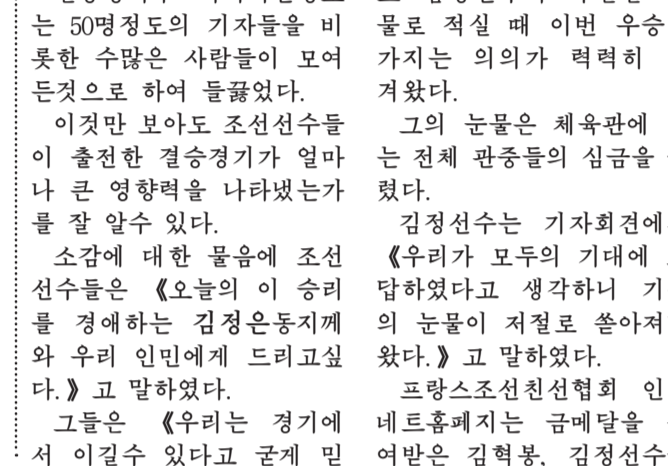 는 50명정도의 기자들을 비
롯한 수많은 사람들이 모여
든것으로 하여 들끓었다.
이것만 보아도 조선선수들
이 출전한 결승경기가 얼마
나 큰 영향력을 나타냈는가
를 잘 알수 있다.
소감에 대한 물음에 조선
선수들은 《오늘의 이 승리
를 경애하는 김정은동지께
와 우리 인민에게 드리고싶
다.》고 말하였다.
그들은 《우리는 경기에
서 이길수 있다고 굳게 믿
물로 적실 때 이번 우승
가지는 의의가 력력히
겨왔다.
그의 눈물은 체육관에
는 전체 관중들의 심금을
렸다.
김정선수는 기자회견에
《우리가 모두의 기대에
답하였다고 생각하니 기
의 눈물이 저절로 쏟아져
왔다.》고 말하였다.
프랑스조선친선협회 인
네트홈페지는 금메달을
여받은 김혁봉, 김정선수